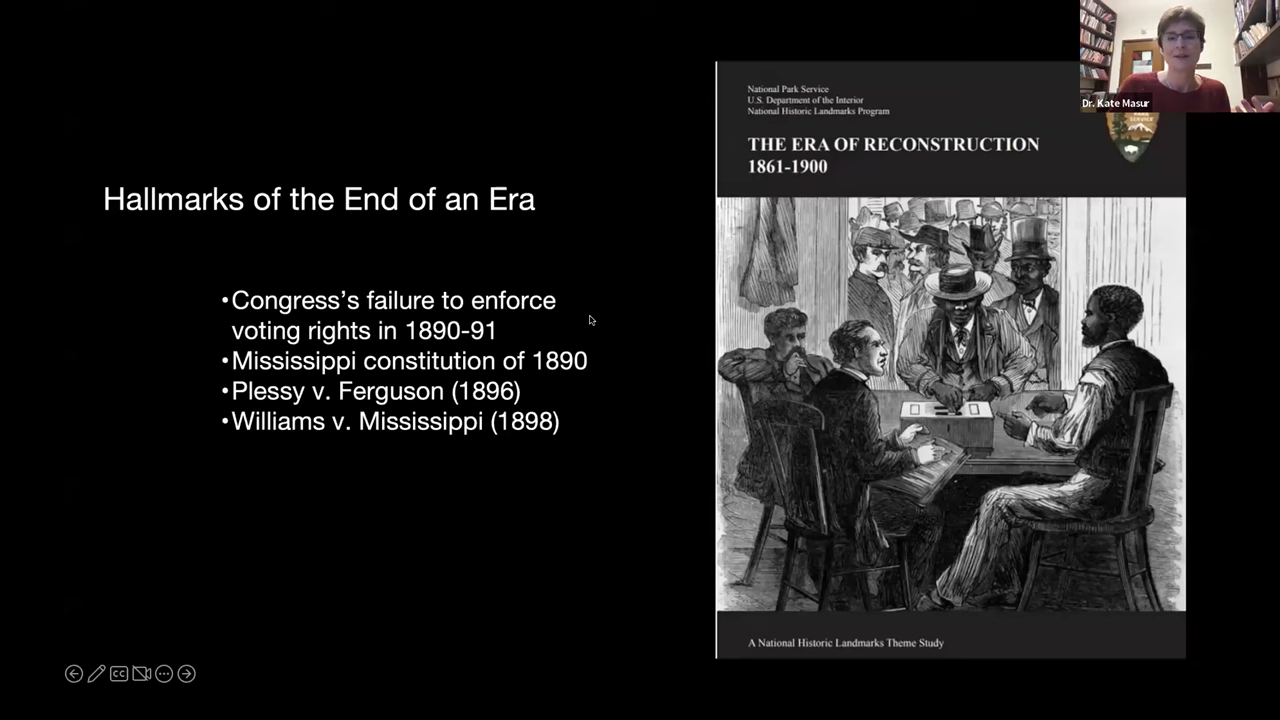 Hallmarks of the End of an Era
•Congress’s failure to enforce
voting rights in 1890-91
•Mississippi constitution of 1890
•Plessy v. Ferguson (1896)
•Williams v. Mississippi (1898)
National Park Service
U.S. Department of the Interior
National Historic Landmarks Program
THE ERA OF RECONSTRUCTION
1861-1900
A National Historic Landmarks Theme Study
Dr. Kate Masur
SERVICE
CC